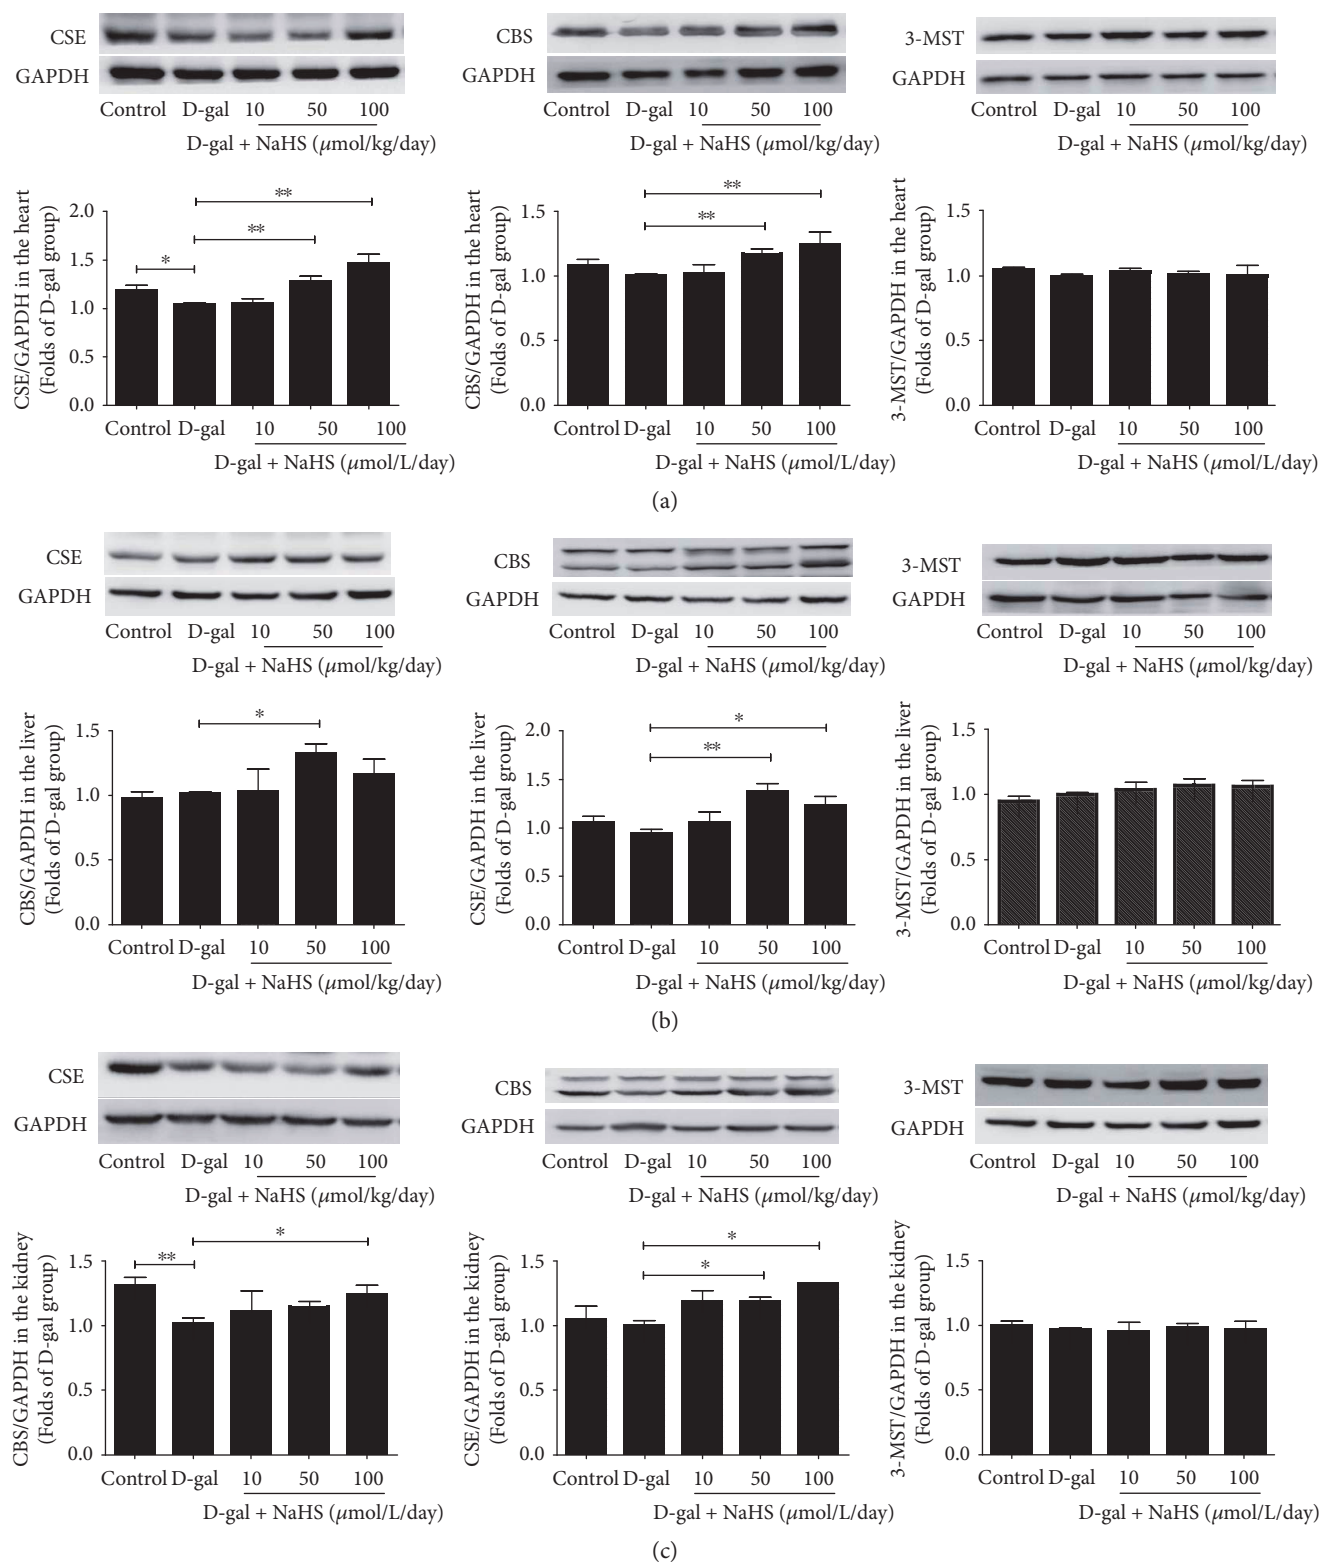 CSE
GAPDH
Control D-gal 10 50 100
D-gal + NaHS (μmol/kg/day)
CBS
GAPDH
Control D-gal 10 50 100
D-gal + NaHS (μmol/kg/day)
3-MST
GAPDH
Control D-gal 10 50 100
D-gal + NaHS (μmol/kg/day)
CSE/GAPDH in the heart
(Folds of D-gal group)
2.0
1.5
1.0
0.5
0.0
*
**
**
Control D-gal 10 50 100
D-gal + NaHS (μmol/L/day)
CBS/GAPDH in the heart
(Folds of D-gal group)
1.5
1.0
0.5
0.0
**
**
Control D-gal 10 50 100
D-gal + NaHS (μmol/L/day)
3-MST/GAPDH in the heart
(Folds of D-gal group)
1.5
1.0
0.5
0.0
Control D-gal 10 50 100
D-gal + NaHS (μmol/L/day)
(a)
CSE
GAPDH
Control D-gal 10 50 100
D-gal + NaHS (μmol/kg/day)
CBS
GAPDH
Control D-gal 10 50 100
D-gal + NaHS (μmol/kg/day)
3-MST
GAPDH
Control D-gal 10 50 100
D-gal + NaHS (μmol/kg/day)
CBS/GAPDH in the liver
(Folds of D-gal group)
1.5
1.0
0.5
0.0
*
Control D-gal 10 50 100
D-gal + NaHS (μmol/kg/day)
CSE/GAPDH in the liver
(Folds of D-gal group)
2.0
1.5
1.0
0.5
0.0
*
**
Control D-gal 10 50 100
D-gal + NaHS (μmol/kg/day)
3-MST/GAPDH in the liver
(Folds of D-gal group)
1.5
1.0
0.5
0.0
Control D-gal 10 50 100
D-gal + NaHS (μmol/kg/day)
(b)
CSE
GAPDH
Control D-gal 10 50 100
D-gal + NaHS (μmol/kg/day)
CBS
GAPDH
Control D-gal 10 50 100
D-gal + NaHS (μmol/kg/day)
3-MST
GAPDH
Control D-gal 10 50 100
D-gal + NaHS (μmol/kg/day)
CBS/GAPDH in the kidney
(Folds of D-gal group)
1.5
1.0
0.5
0.0
**
*
Control D-gal 10 50 100
D-gal + NaHS (μmol/L/day)
CSE/GAPDH in the kidney
(Folds of D-gal group)
1.5
1.0
0.5
0.0
*
*
Control D-gal 10 50 100
D-gal + NaHS (μmol/L/day)
3-MST/GAPDH in the kidney
(Folds of D-gal group)
1.5
1.0
0.5
0.0
Control D-gal 10 50 100
D-gal + NaHS (μmol/L/day)
(c)